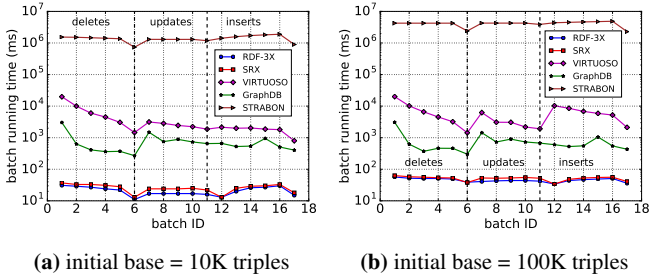 (a)
10^7
10^6
10^5
10^4
10^3
10^2
10^1
batch running time (ms)
deletes
updates
inserts
RDF-3X
SRX
VIRTUOSO
GraphDB
STRABON
0 2 4 6 8 10 12 14 16 18
batch ID
(a) initial base = 10K triples
(b)
10^7
10^6
10^5
10^4
10^3
10^2
10^1
batch running time (ms)
RDF-3X
SRX
VIRTUOSO
GraphDB
STRABON
deletes
updates
inserts
0 2 4 6 8 10 12 14 16 18
batch ID
(b) initial base = 100K triples